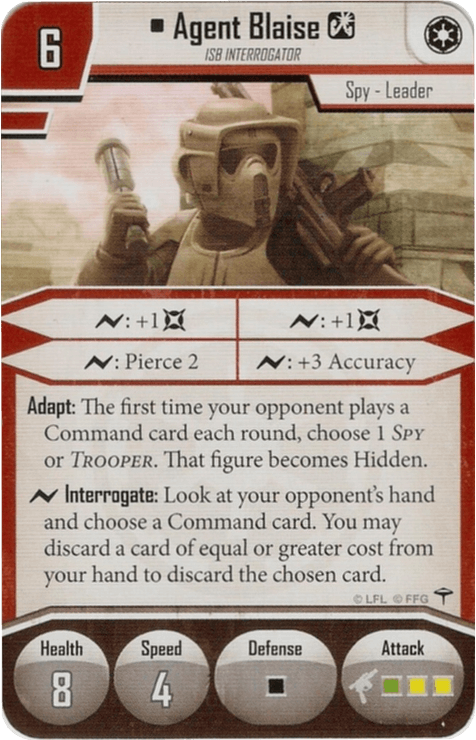 6
Agent Blaise
ISB INTERROGATOR
Spy - Leader
: +1
: +1
: Pierce 2
: +3 Accuracy
Adapt: The first time your opponent plays a
Command card each round, choose 1 SPY
or TROOPER. That figure becomes Hidden.
Interrogate: Look at your opponent's hand
and choose a Command card. You may
discard a card of equal or greater cost from
your hand to discard the chosen card.
© LFL © FFG
Health
8
Speed
4
Defense
Attack